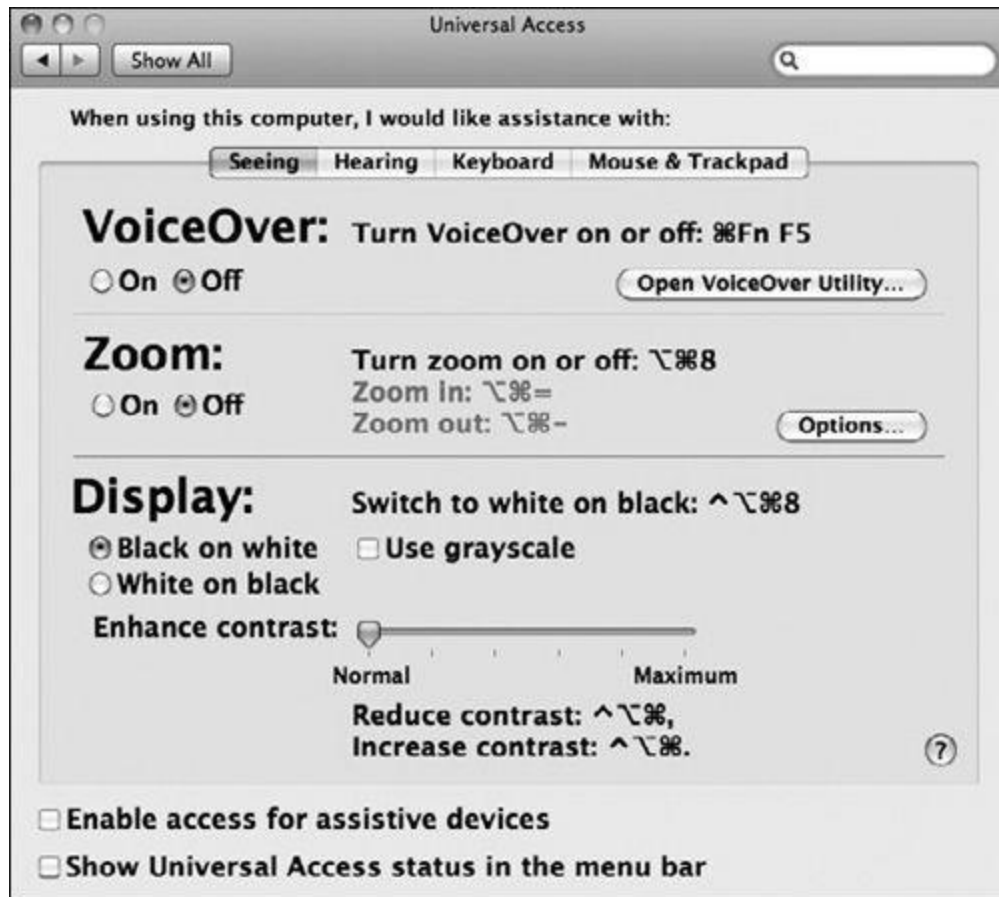 Universal Access
Show All
When using this computer, I would like assistance with:
Seeing Hearing Keyboard Mouse & Trackpad
VoiceOver: Turn VoiceOver on or off: ⌘Fn F5
On Off Open VoiceOver Utility...
Zoom: Turn zoom on or off: ⌥⌘8
Zoom in: ⌥⌘=
On Off
Zoom out: ⌥⌘-
Options...
Display: Switch to white on black: ^⌥⌘8
Black on white Use grayscale
White on black
Enhance contrast:
Normal Maximum
Reduce contrast: ^⌥⌘,
Increase contrast: ^⌥⌘.
?
Enable access for assistive devices
Show Universal Access status in the menu bar